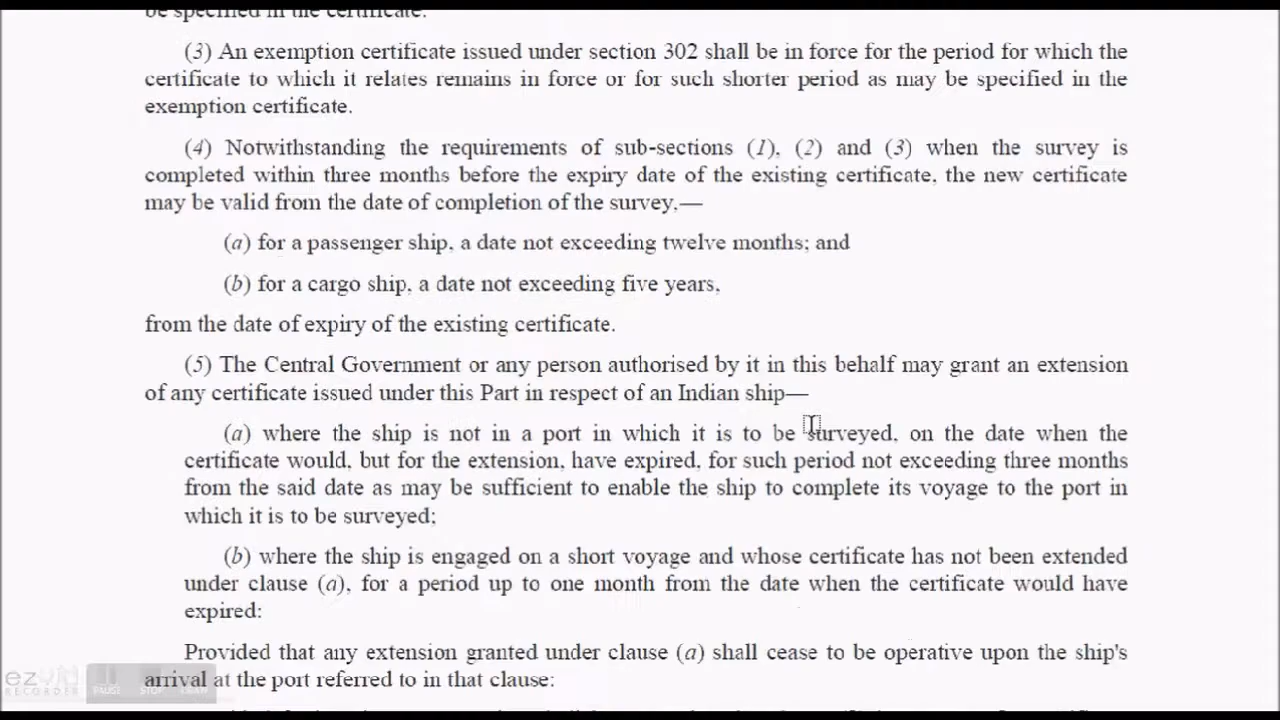 be specified in the certificate.
(3) An exemption certificate issued under section 302 shall be in force for the period for which the
certificate to which it relates remains in force or for such shorter period as may be specified in the
exemption certificate.
(4) Notwithstanding the requirements of sub-sections (1), (2) and (3) when the survey is
completed within three months before the expiry date of the existing certificate, the new certificate
may be valid from the date of completion of the survey,—
(a) for a passenger ship, a date not exceeding twelve months; and
(b) for a cargo ship, a date not exceeding five years,
from the date of expiry of the existing certificate.
(5) The Central Government or any person authorised by it in this behalf may grant an extension
of any certificate issued under this Part in respect of an Indian ship—
(a) where the ship is not in a port in which it is to be surveyed, on the date when the
certificate would, but for the extension, have expired, for such period not exceeding three months
from the said date as may be sufficient to enable the ship to complete its voyage to the port in
which it is to be surveyed;
(b) where the ship is engaged on a short voyage and whose certificate has not been extended
under clause (a), for a period up to one month from the date when the certificate would have
expired:
Provided that any extension granted under clause (a) shall cease to be operative upon the ship's
arrival at the port referred to in that clause:
ez
RECORDER
PAUSE STOP DRAW